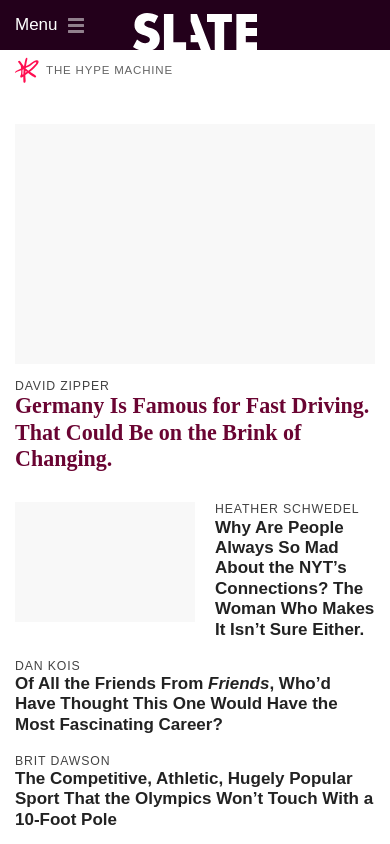 Menu
SLATE
THE HYPE MACHINE
DAVID ZIPPER
Germany Is Famous for Fast Driving.
That Could Be on the Brink of
Changing.
HEATHER SCHWEDEL
Why Are People
Always So Mad
About the NYT’s
Connections? The
Woman Who Makes
It Isn’t Sure Either.
DAN KOIS
Of All the Friends From Friends, Who’d
Have Thought This One Would Have the
Most Fascinating Career?
BRIT DAWSON
The Competitive, Athletic, Hugely Popular
Sport That the Olympics Won’t Touch With a
10-Foot Pole